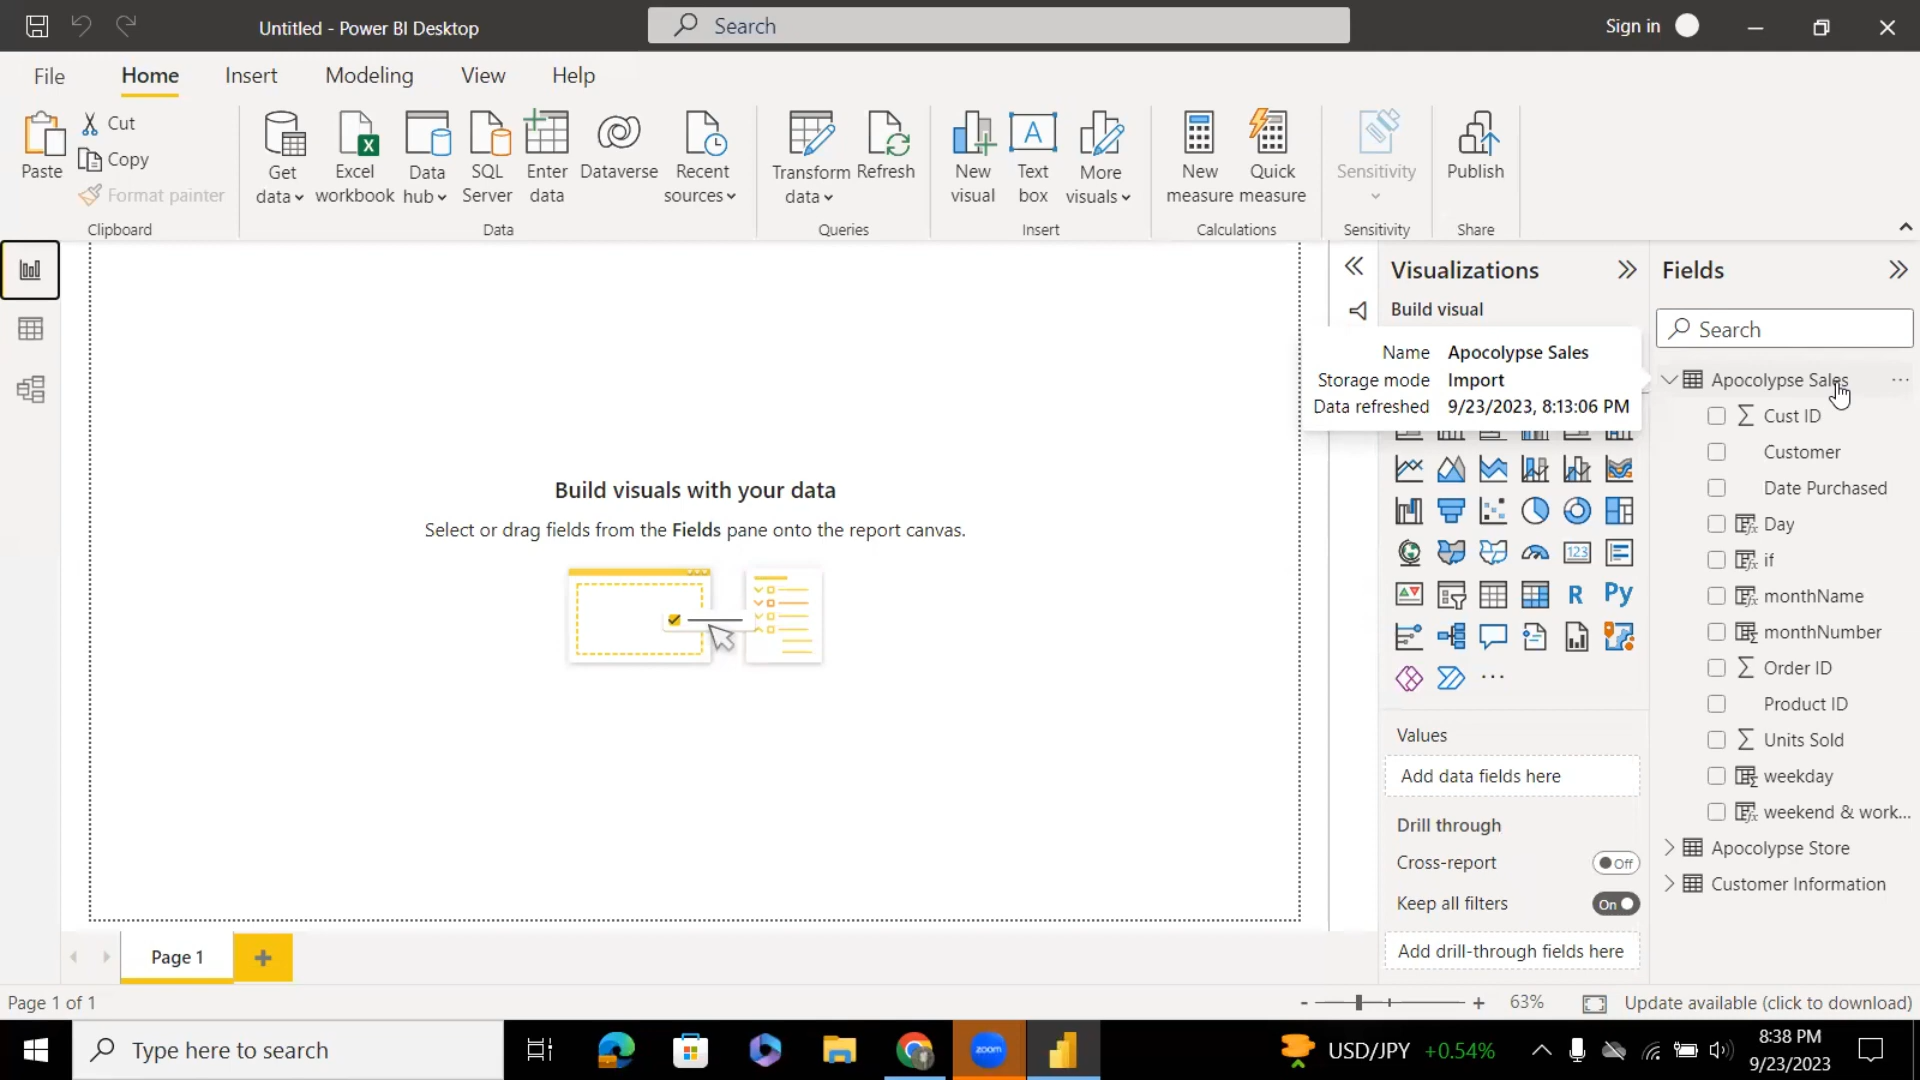 Untitled - Power BI Desktop
Search
Sign in
File
Home
Insert
Modeling
View
Help
Paste
Cut
Copy
Format painter
Clipboard
Get data
Excel workbook
Data hub
SQL Server
Enter data
Dataverse
Recent sources
Data
Transform data
Refresh
Queries
New visual
A
Text box
More visuals
Insert
New measure
Quick measure
Calculations
Sensitivity
Sensitivity
Publish
Share
Build visuals with your data
Select or drag fields from the Fields pane onto the report canvas.
Visualizations
Build visual
Name Apocolypse Sales
Storage mode Import
Data refreshed 9/23/2023, 8:13:06 PM
123
R
Py
Values
Add data fields here
Drill through
Cross-report
Off
Keep all filters
On
Add drill-through fields here
Fields
Search
Apocolypse Sales
Cust ID
Customer
Date Purchased
Day
if
monthName
monthNumber
Order ID
Product ID
Units Sold
weekday
weekend & work...
Apocolypse Store
Customer Information
Page 1
Page 1 of 1
63%
Update available (click to download)
Type here to search
zoom
USD/JPY +0.54%
8:38 PM
9/23/2023